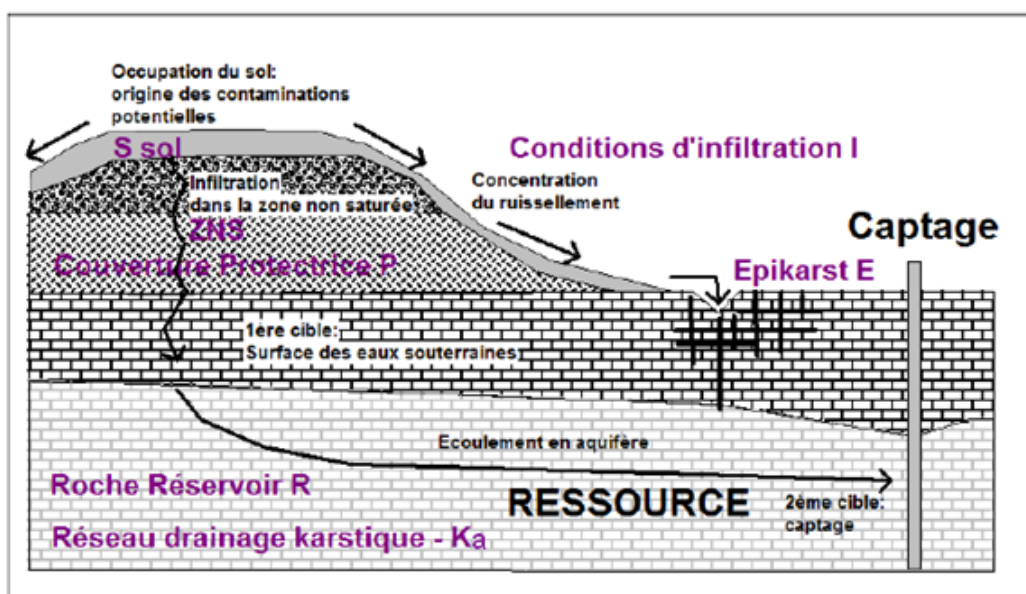 Occupation du sol:
origine des contaminations
potentielles
S sol
Conditions d'infiltration I
Infiltration
dans la zone non saturée
Concentration
du ruissellement
ZNS
Captage
Couverture Protectrice P
Epikarst E
1ère cible:
Surface des eaux souterraines
Ecoulement en aquifère
Roche Réservoir R
RESSOURCE
2ème cible:
captage
Réseau drainage karstique - Ka